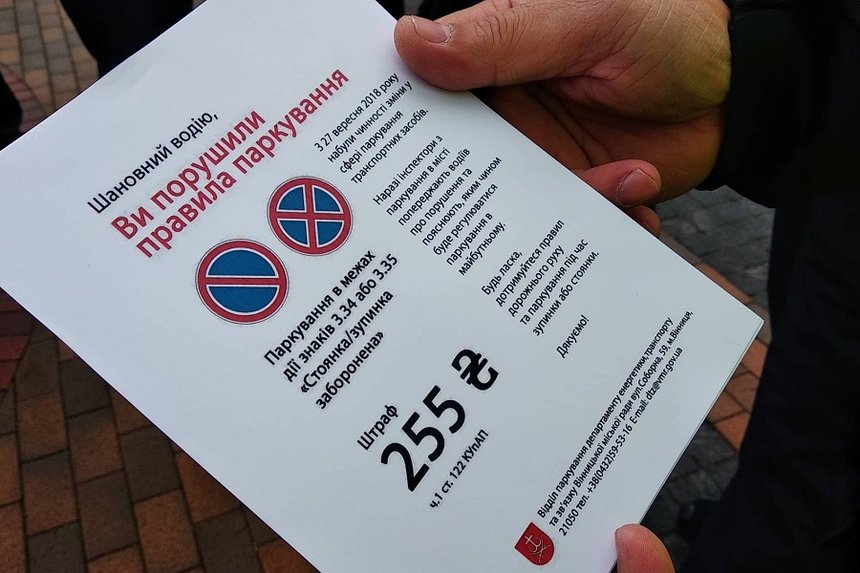 Шановний водію,
Ви порушили
правила паркування
Паркування в межах
дії знаків 3.34 або 3.35
«Стоянка/зупинка
заборонена»
Штраф
255 ₴
ч.1 ст. 122 КУпАП
З 27 вересня 2018 року
набули чинності зміни у
сфері паркування
транспортних засобів.
Наразі інспектори з
паркування в місті
попереджають водіїв
про порушення та
пояснюють, яким чином
буде регулюватися
паркування в
майбутньому.
Будь ласка,
дотримуйтеся правил
дорожнього руху
та паркування під час
зупинки або стоянки.
Дякуємо!
Відділ паркування департаменту енергетики,транспорту
та зв'язку Вінницької міської ради вул.Соборна, 59, м.Вінниця,
21050 тел. +38(0432)59-53-16 E-mail: dtz@vmr.gov.ua